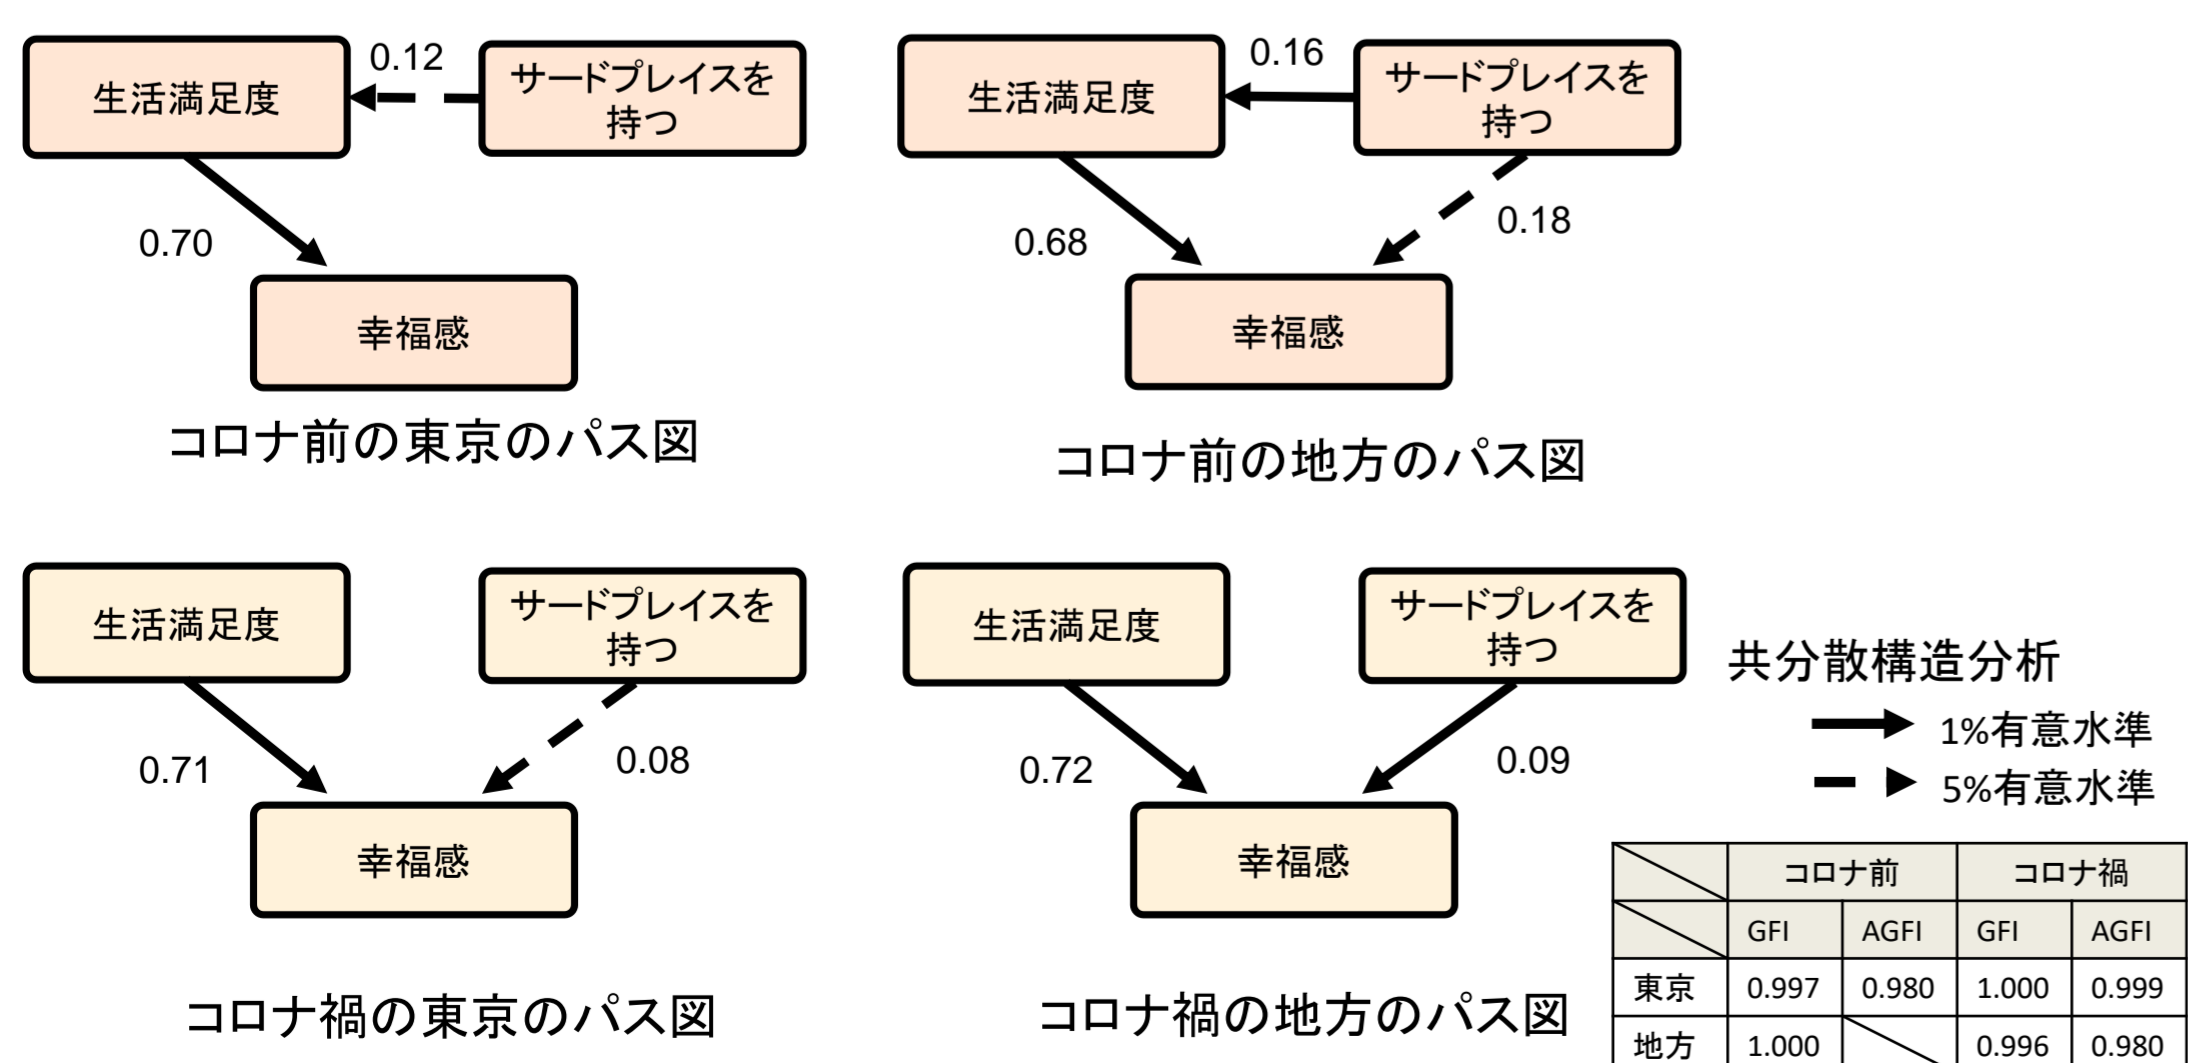 0.12
生活満足度
サードプレイスを
持つ
0.70
幸福感
コロナ前の東京のパス図
0.16
生活満足度
サードプレイスを
持つ
0.68
0.18
幸福感
コロナ前の地方のパス図
生活満足度
サードプレイスを
持つ
0.71
0.08
幸福感
コロナ禍の東京のパス図
生活満足度
サードプレイスを
持つ
0.72
0.09
幸福感
コロナ禍の地方のパス図
共分散構造分析
1%有意水準
5%有意水準
コロナ前 コロナ禍
GFI AGFI GFI AGFI
東京 0.997 0.980 1.000 0.999
地方 1.000 0.996 0.980